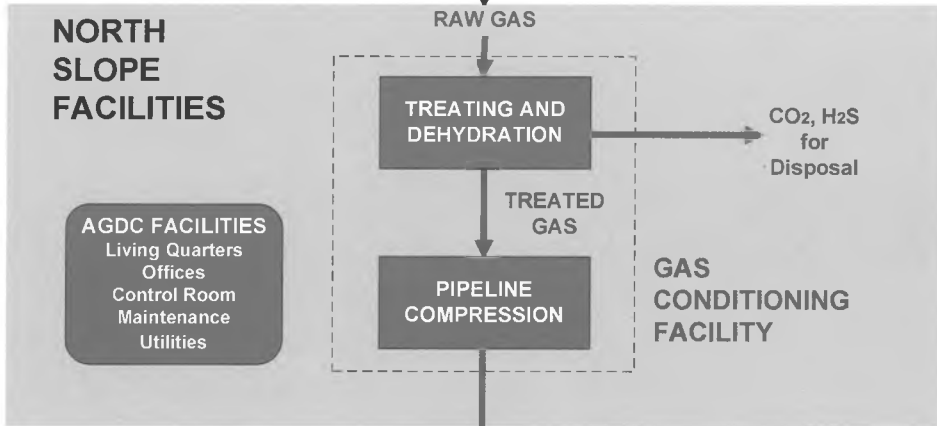 RAW GAS
NORTH
SLOPE
FACILITIES
TREATING AND
DEHYDRATION
CO2, H2S
for
Disposal
TREATED
GAS
AGDC FACILITIES
Living Quarters
Offices
Control Room
Maintenance
Utilities
PIPELINE
COMPRESSION
GAS
CONDITIONING
FACILITY